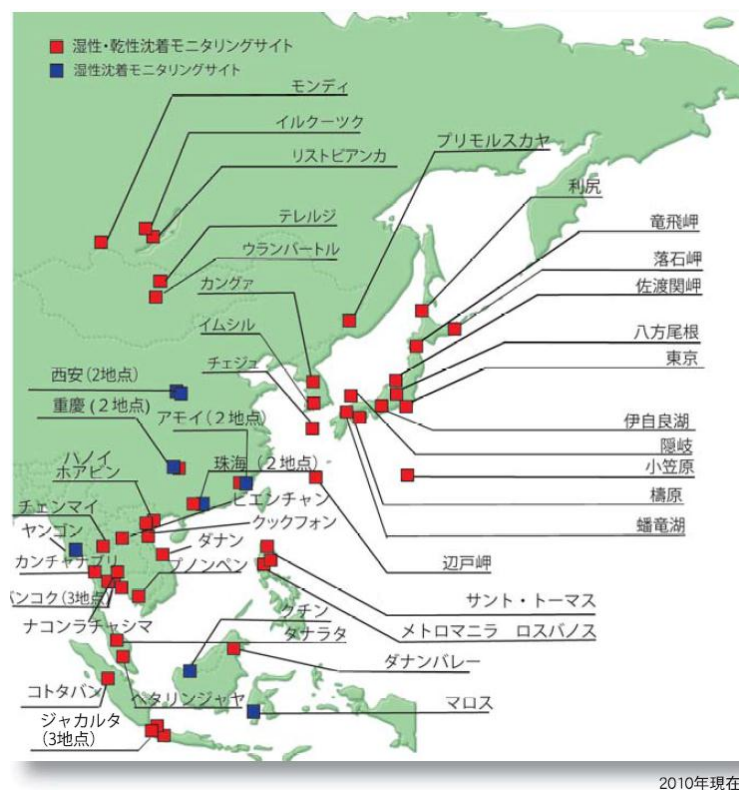 湿性・乾性沈着モニタリングサイト
湿性沈着モニタリングサイト
モンディ
イルクーツク
リストビアンカ
プリモルスカヤ
利尻
テレルジ
竜飛岬
ウランバートル
落石岬
カングァ
佐渡関岬
イムシル
八方尾根
チェジュ
東京
西安(2地点)
重慶(２地点)
アモイ(２地点)
伊自良湖
隠岐
ハノイ
ホアビン
珠海(２地点)
小笠原
ビエンチャン
檮原
チェンマイ
クックフォン
蟠竜湖
ヤンゴン
ダナン
カンチャナブリ
プノンペン
辺戸岬
バンコク(3地点)
サント・トーマス
ナコンラチャシマ
クチン
メトロマニラ ロスバノス
タナラタ
ダナンバレー
コトタバン
ペタリンジャヤ
マロス
ジャカルタ
(3地点)
2010年現在